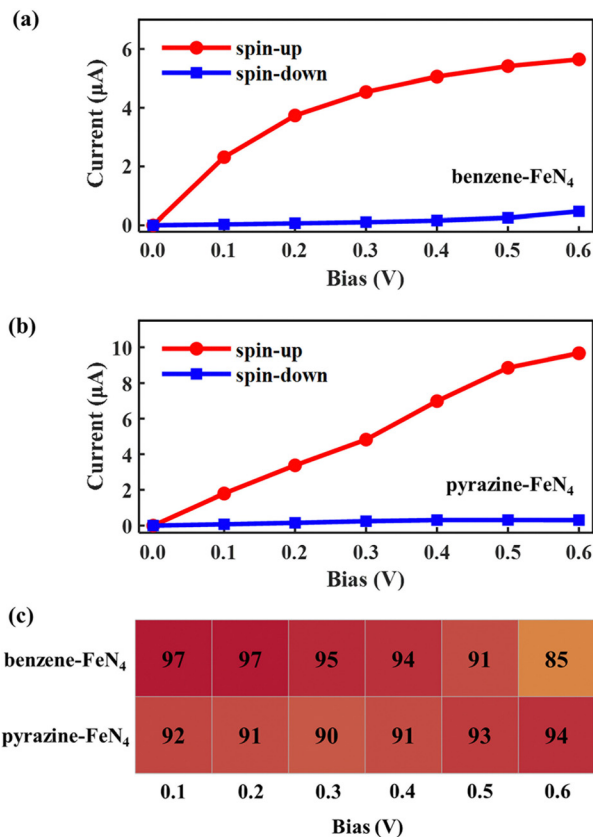 (a)
6
4
2
0
Current (μA)
spin-up
spin-down
benzene-FeN₄
0.0 0.1 0.2 0.3 0.4 0.5 0.6
Bias (V)
(b)
10
8
6
4
2
0
Current (μA)
spin-up
spin-down
pyrazine-FeN₄
0.0 0.1 0.2 0.3 0.4 0.5 0.6
Bias (V)
(c)
benzene-FeN₄ 97 97 95 94 91 85
pyrazine-FeN₄ 92 91 90 91 93 94
0.1 0.2 0.3 0.4 0.5 0.6
Bias (V)